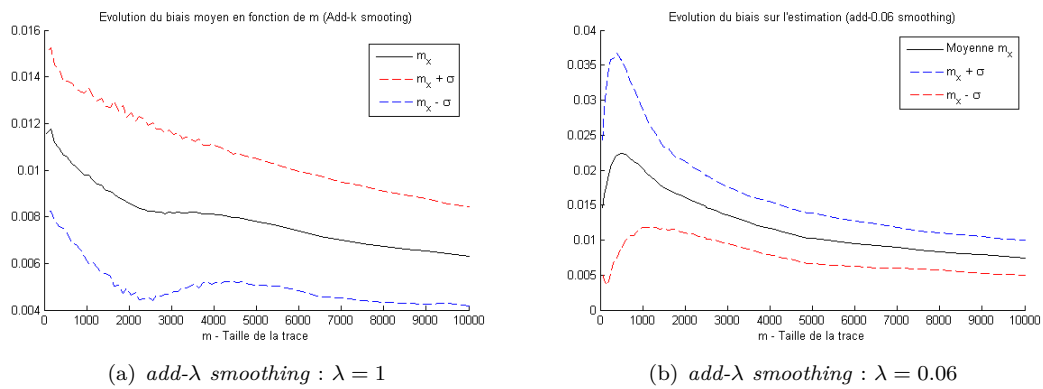 Evolution du biais moyen en fonction de m (Add-k smooting)
0.016
0.014
0.012
0.01
0.008
0.006
0.004
0 1000 2000 3000 4000 5000 6000 7000 8000 9000 10000
m - Taille de la trace
m_x
m_x + σ
m_x - σ
(a) add-λ smoothing : λ = 1
Evolution du biais sur l'estimation (add-0.06 smoothing)
0.04
0.035
0.03
0.025
0.02
0.015
0.01
0.005
0
0 1000 2000 3000 4000 5000 6000 7000 8000 9000 10000
m - Taille de la trace
Moyenne m_x
m_x + σ
m_x - σ
(b) add-λ smoothing : λ = 0.06